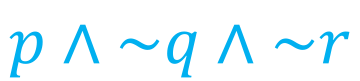 p ∧ ~q ∧ ~r